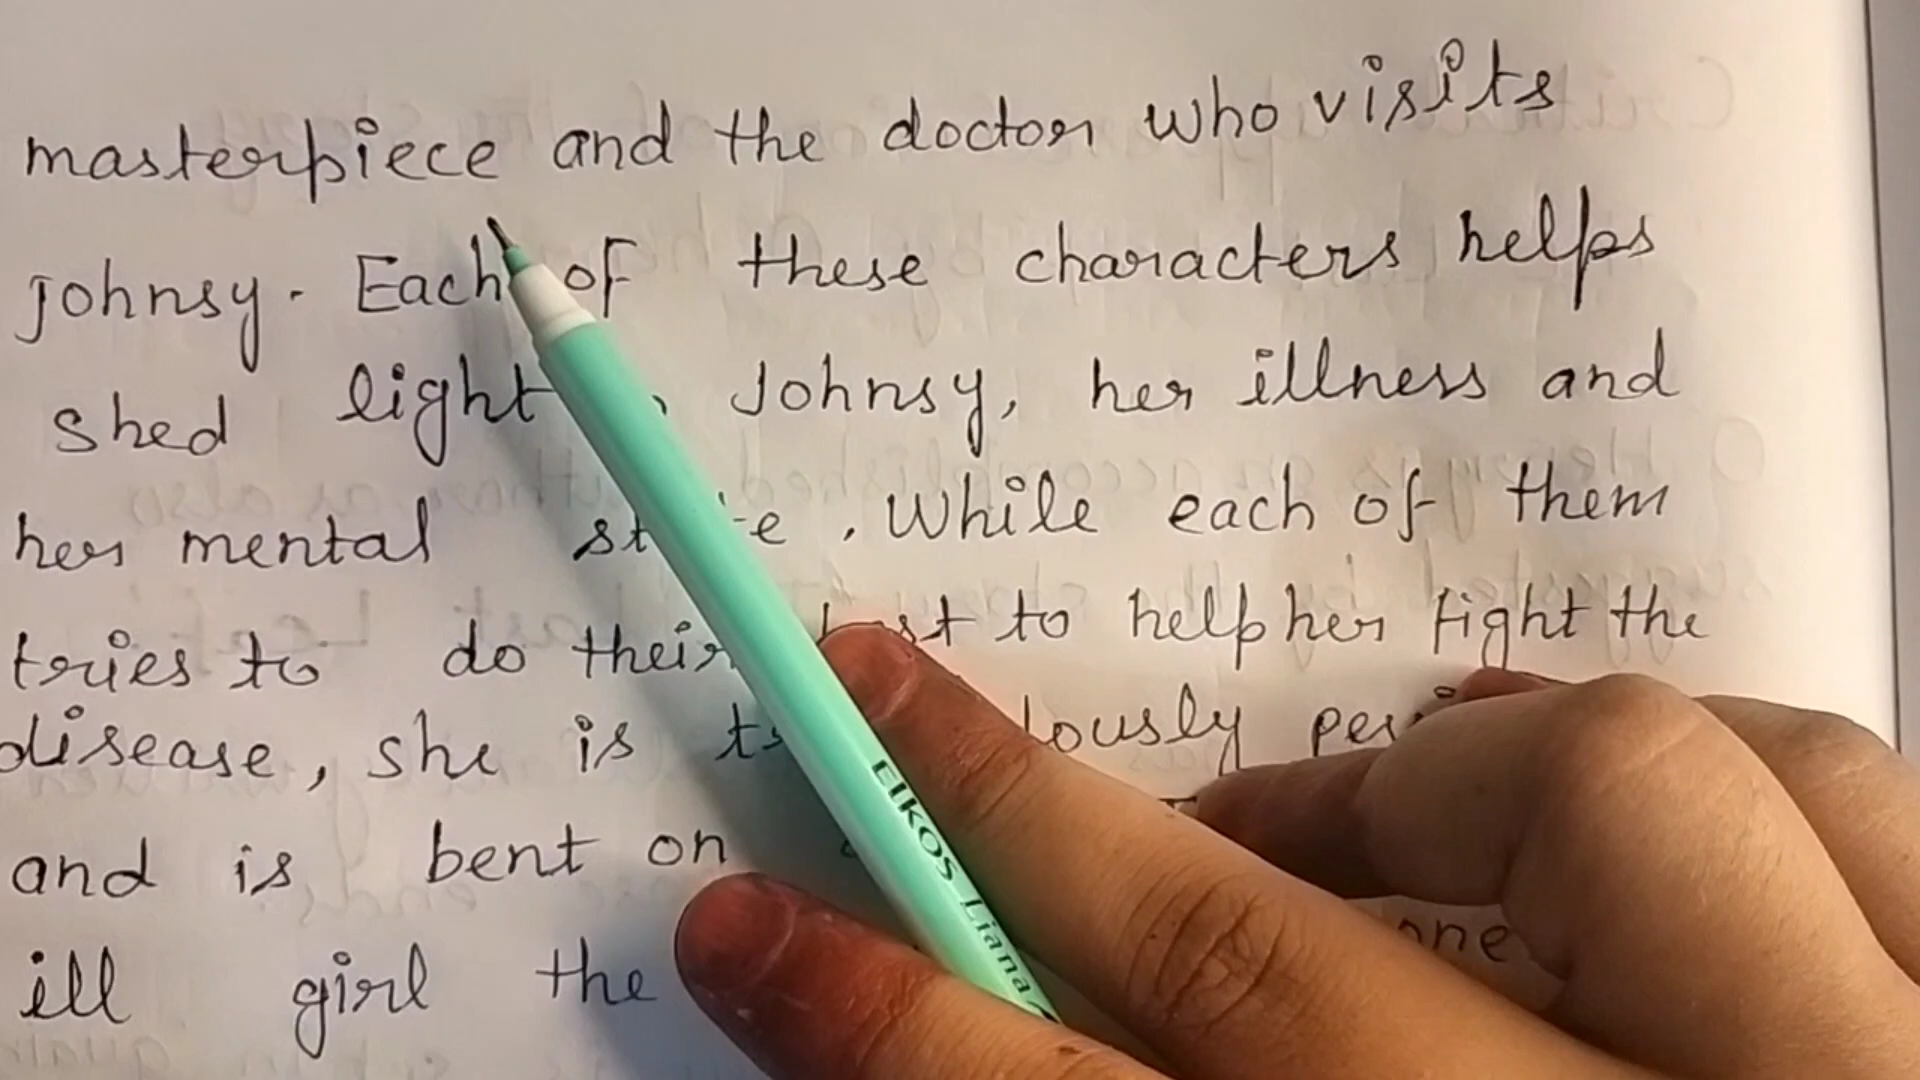 masterpiece and the doctor who visits
johnsy. Each of these characters helps
shed light Johnsy, her illness and
her mental . While each of them
tries to do their to help her fight the
disease, she is
and is bent on
ill girl the one
ELKOS Liana